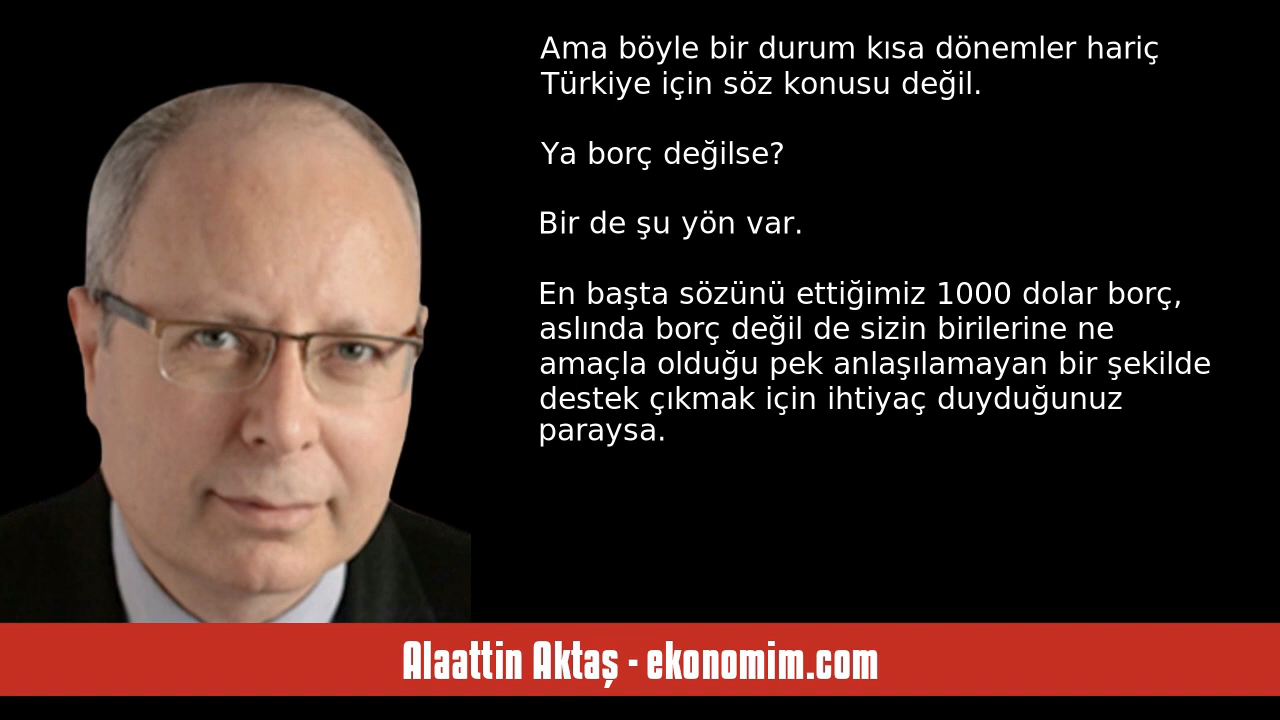 Ama böyle bir durum kısa dönemler hariç
Türkiye için söz konusu değil.
Ya borç değilse?
Bir de şu yön var.
En başta sözünü ettiğimiz 1000 dolar borç,
aslında borç değil de sizin birilerine ne
amaçla olduğu pek anlaşılamayan bir şekilde
destek çıkmak için ihtiyaç duyduğunuz
paraysa.
Alaattin Aktaş - ekonomim.com